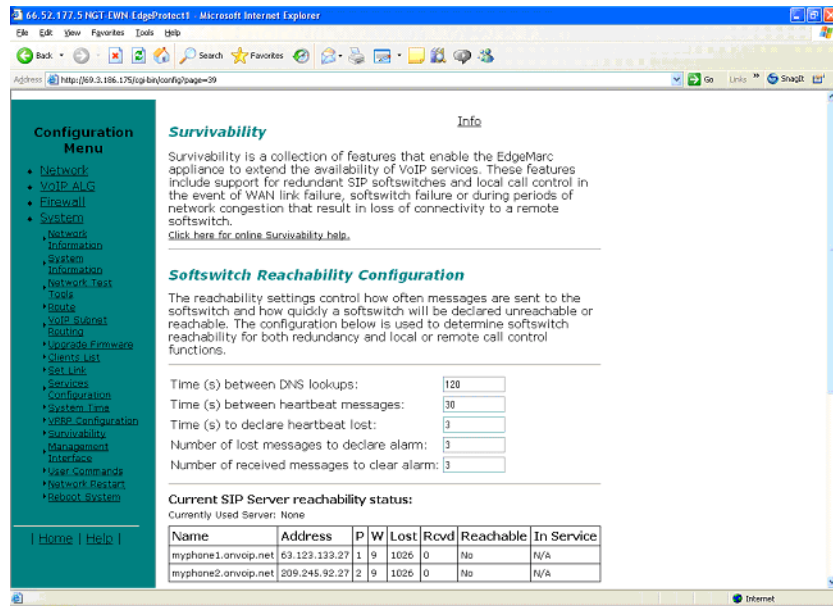 66.52.177.5 NGT-EWN-EdgeProtect1 - Microsoft Internet Explorer
File Edit View Favorites Tools Help
Back Search Favorites
Address http://69.3.186.175/cgi-bin/config?page=39 Go Links SnagIt
Configuration
Menu
Network
VoIP ALG
Firewall
System
Network
Information
System
Information
Network Test
Tools
Route
VoIP Subnet
Routing
Upgrade Firmware
Clients List
Set Link
Services
Configuration
System Time
VRRP Configuration
Survivability
Management
Interface
User Commands
Network Restart
Reboot System
| Home | Help |
Info
Survivability
Survivability is a collection of features that enable the EdgeMarc
appliance to extend the availability of VoIP services. These features
include support for redundant SIP softswitches and local call control in
the event of WAN link failure, softswitch failure or during periods of
network congestion that result in loss of connectivity to a remote
softswitch.
Click here for online Survivability help.
Softswitch Reachability Configuration
The reachability settings control how often messages are sent to the
softswitch and how quickly a softswitch will be declared unreachable or
reachable. The configuration below is used to determine softswitch
reachability for both redundancy and local or remote call control
functions.
Time (s) between DNS lookups: 120
Time (s) between heartbeat messages: 30
Time (s) to declare heartbeat lost: 3
Number of lost messages to declare alarm: 3
Number of received messages to clear alarm: 3
Current SIP Server reachability status:
Currently Used Server: None
Name Address P W Lost Rcvd Reachable In Service
myphone1.onvoip.net 63.123.133.27 1 9 1026 0 No N/A
myphone2.onvoip.net 209.245.92.27 2 9 1026 0 No N/A
Internet